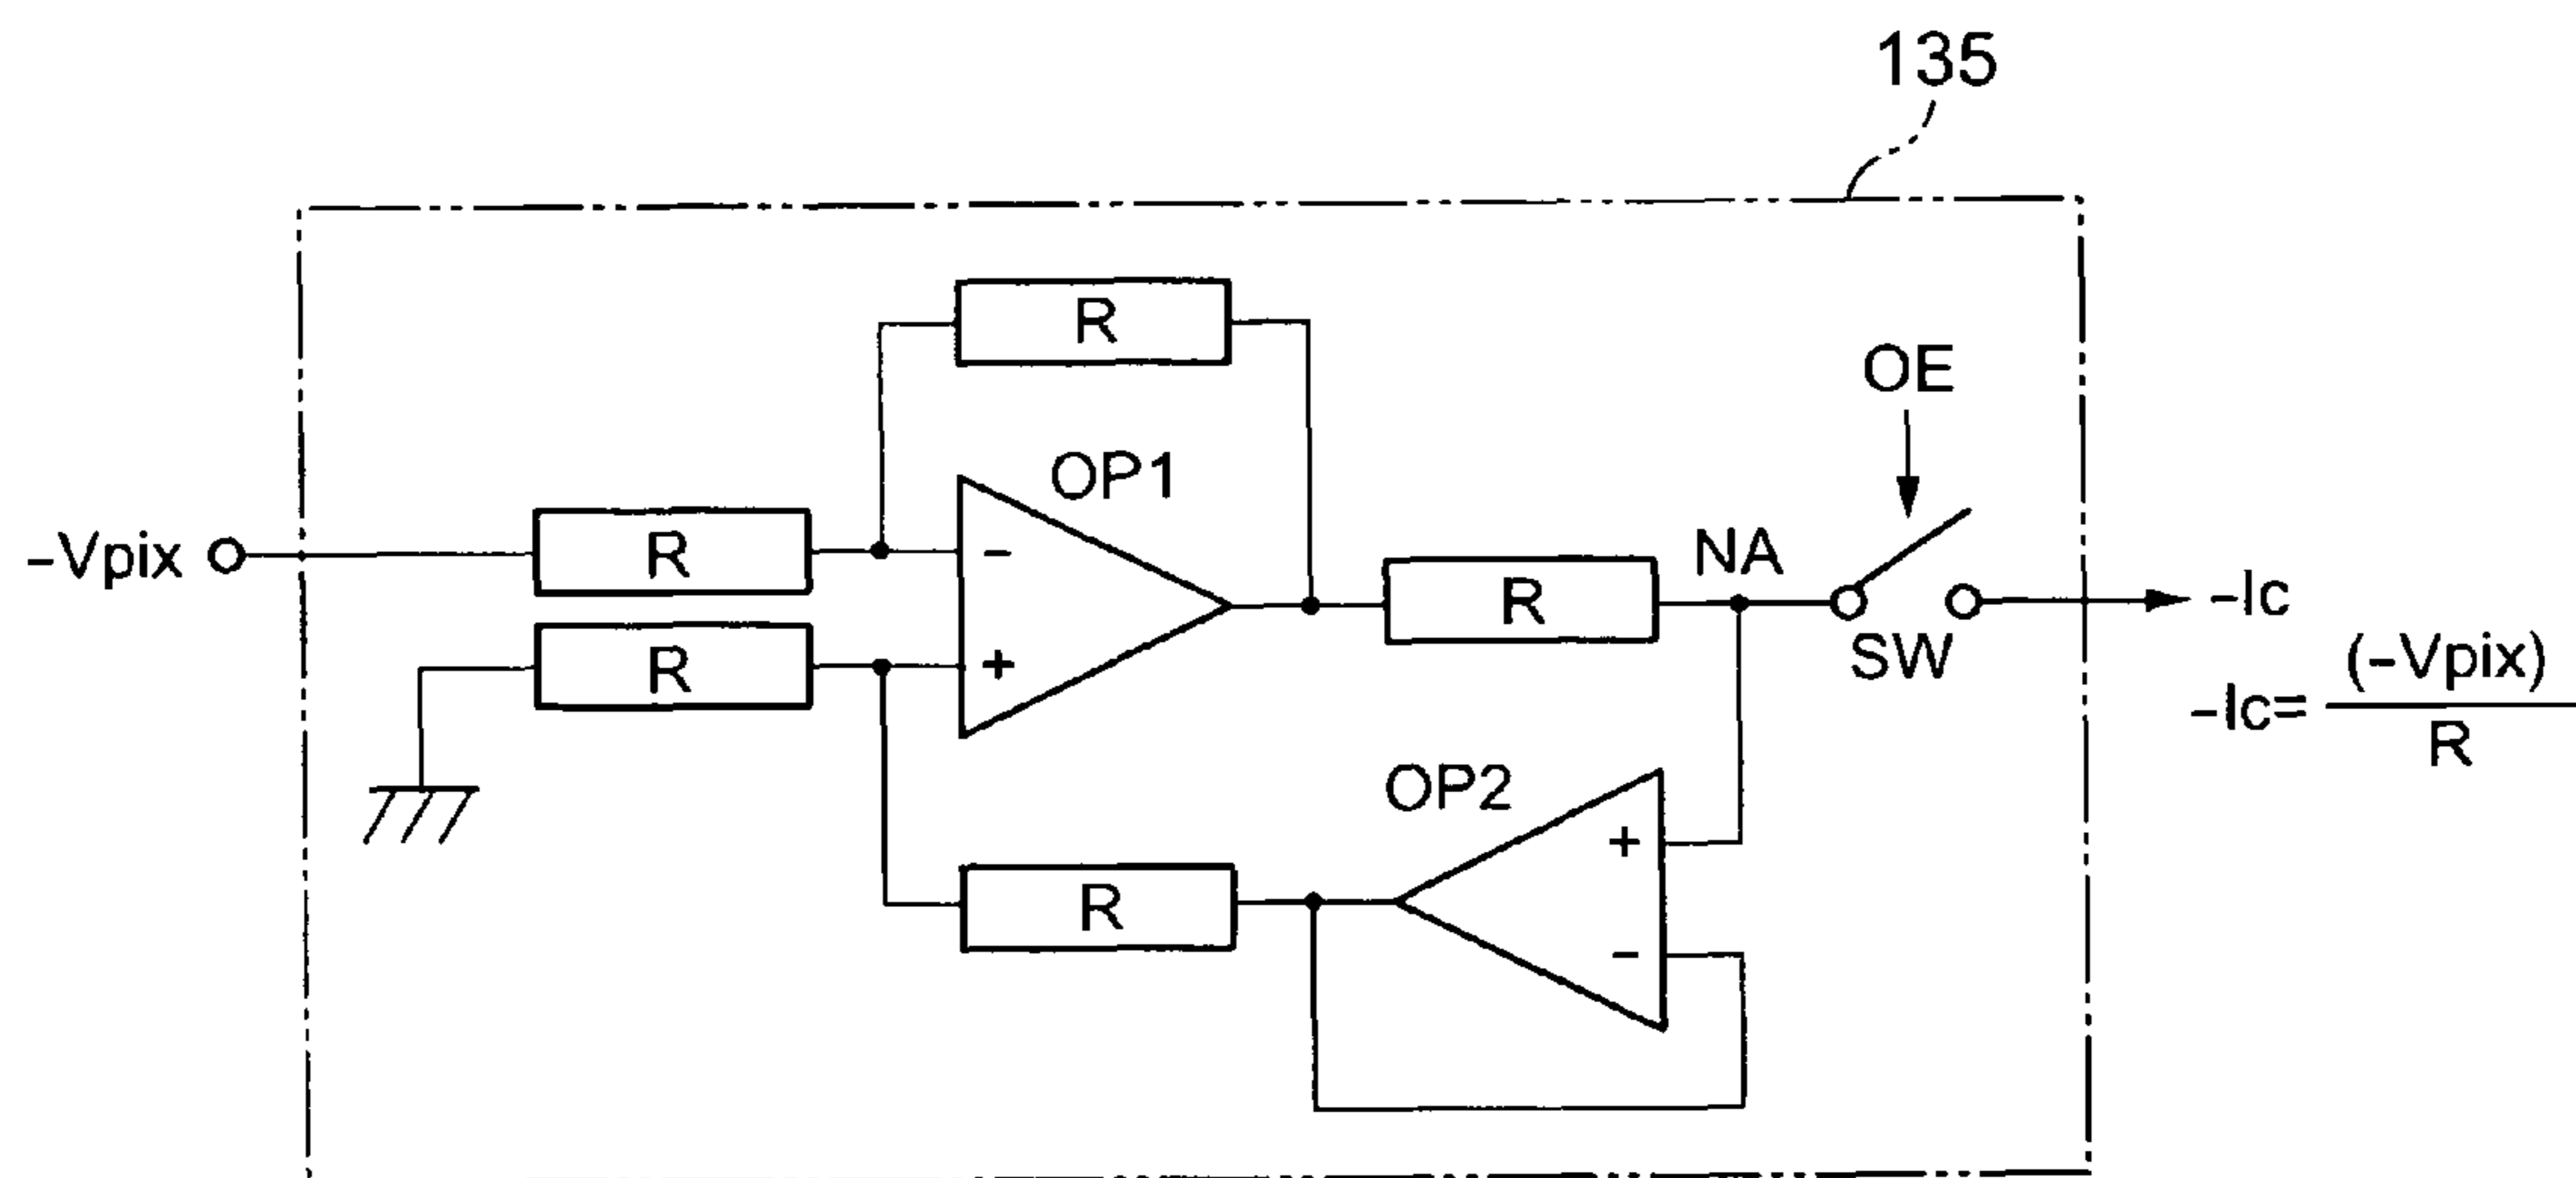 135
R
OE
OP1
-Vpix
R
-
NA
R
-Ic
R
+
SW
-Ic= (-Vpix)
R
OP2
+
R
-